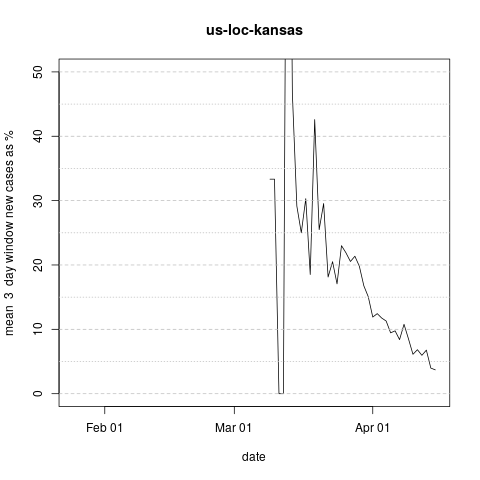 us-loc-kansas
mean  3  day window new cases as %
50
40
30
20
10
0
Feb 01
Mar 01
Apr 01
date